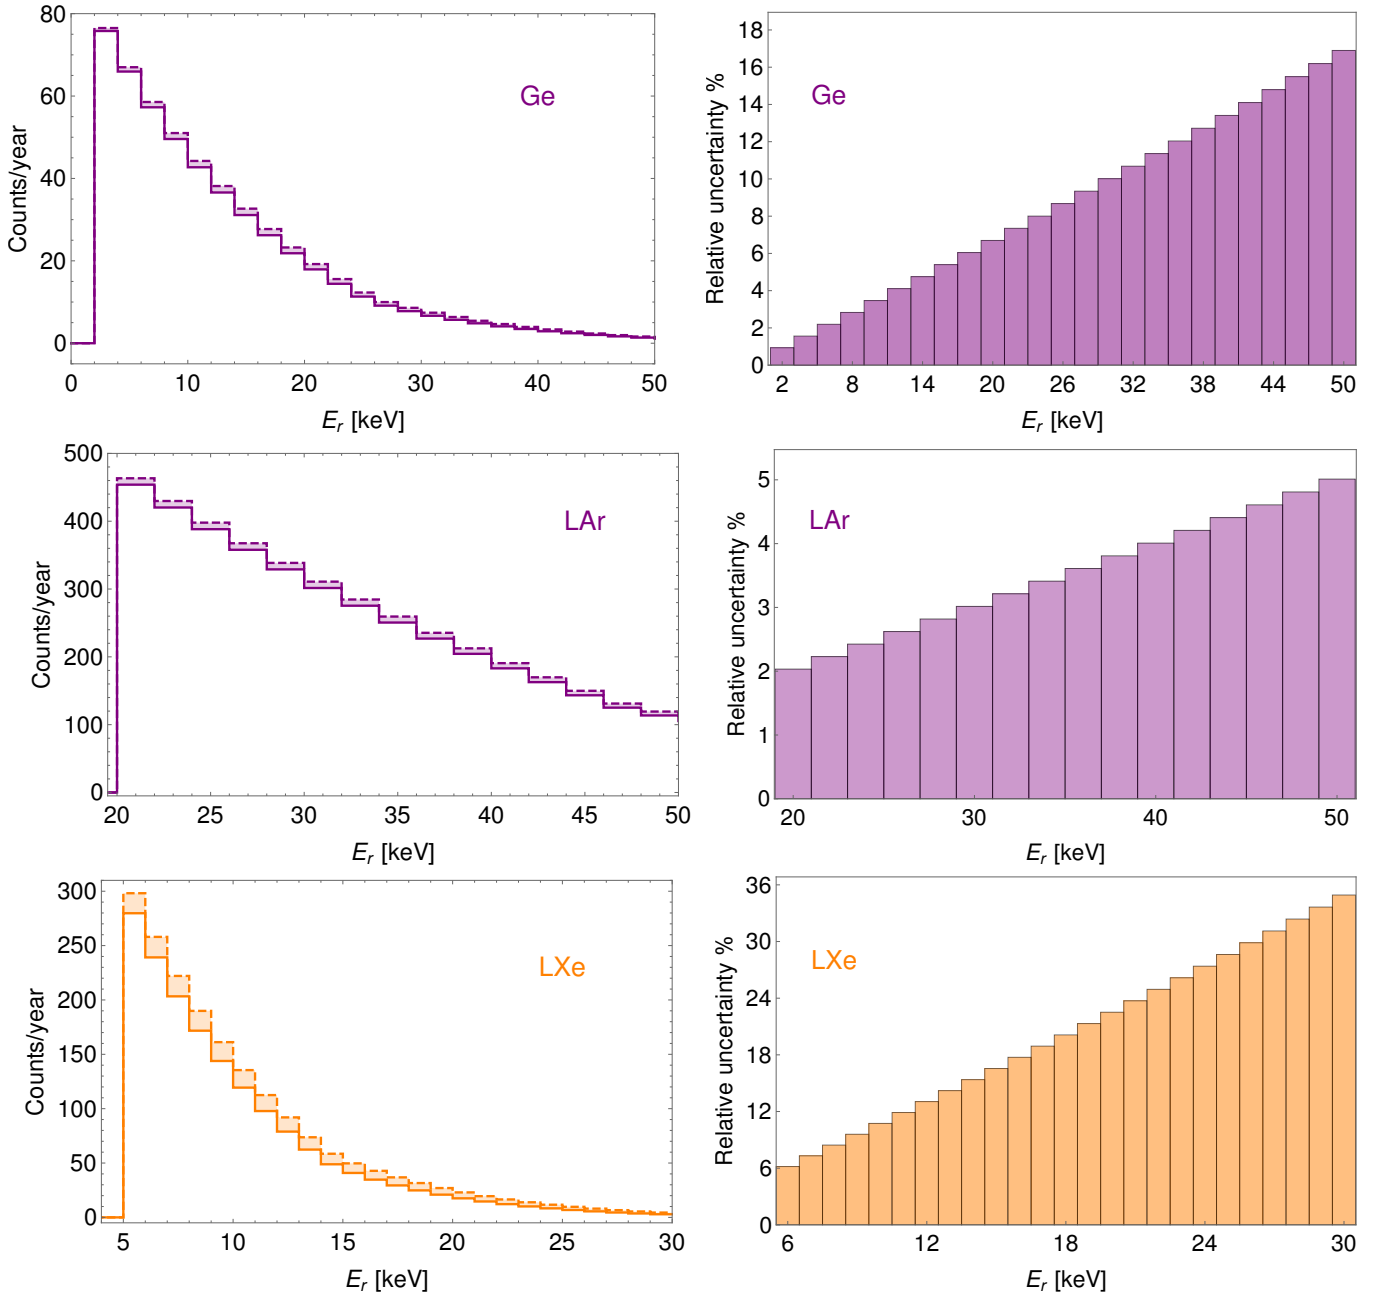 80
60
40
20
0
Counts/year
Ge
0 10 20 30 40 50
E_r [keV]
18
16
14
12
10
8
6
4
2
0
Relative uncertainty %
Ge
2 8 14 20 26 32 38 44 50
E_r [keV]
500
400
300
200
100
0
Counts/year
LAr
20 25 30 35 40 45 50
E_r [keV]
5
4
3
2
1
0
Relative uncertainty %
LAr
20 30 40 50
E_r [keV]
300
250
200
150
100
50
0
Counts/year
LXe
5 10 15 20 25 30
E_r [keV]
36
30
24
18
12
6
0
Relative uncertainty %
LXe
6 12 18 24 30
E_r [keV]